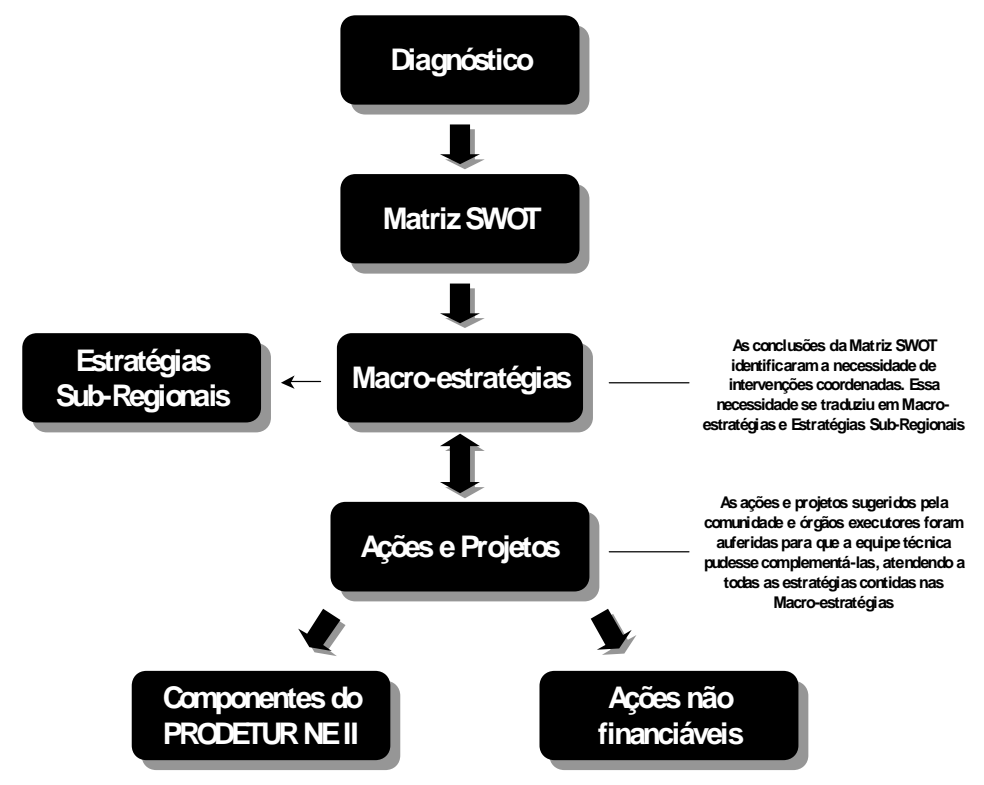 Diagnóstico
Matriz SWOT
Estratégias
Sub-Regionais
Macro-estratégias
As conclusões da Matriz SWOT
identificaram a necessidade de
intervenções coordenadas. Essa
necessidade se traduziu em Macro-
estratégias e Estratégias Sub-Regionais
Ações e Projetos
As ações e projetos sugeridos pela
comunidade e órgãos executores foram
auferidas para que a equipe técnica
pudesse complementá-las, atendendo a
todas as estratégias contidas nas
Macro-estratégias
Componentes do
PRODETUR NE II
Ações não
financiáveis